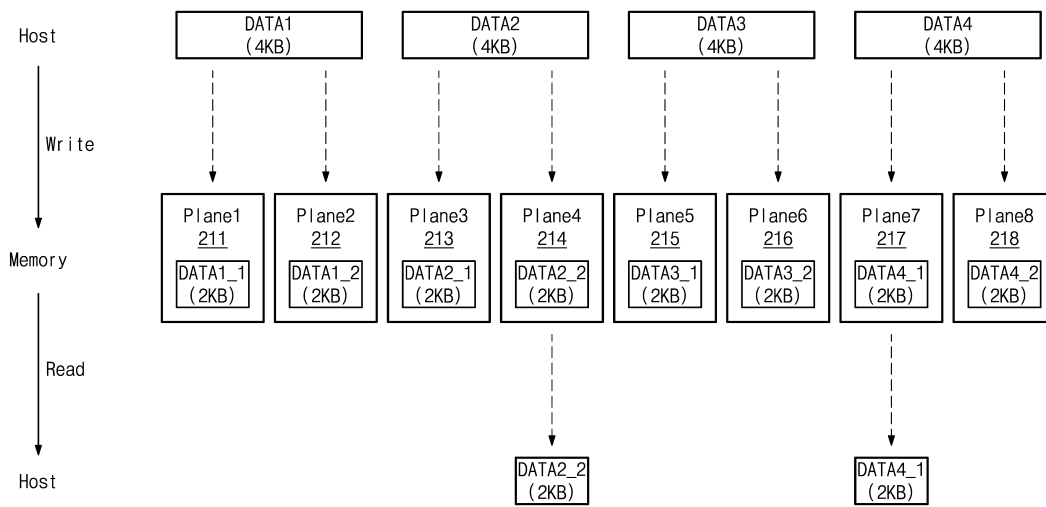 Host
DATA1
(4KB)
DATA2
(4KB)
DATA3
(4KB)
DATA4
(4KB)
Write
Memory
Plane1
211
DATA1_1
(2KB)
Plane2
212
DATA1_2
(2KB)
Plane3
213
DATA2_1
(2KB)
Plane4
214
DATA2_2
(2KB)
Plane5
215
DATA3_1
(2KB)
Plane6
216
DATA3_2
(2KB)
Plane7
217
DATA4_1
(2KB)
Plane8
218
DATA4_2
(2KB)
Read
Host
DATA2_2
(2KB)
DATA4_1
(2KB)